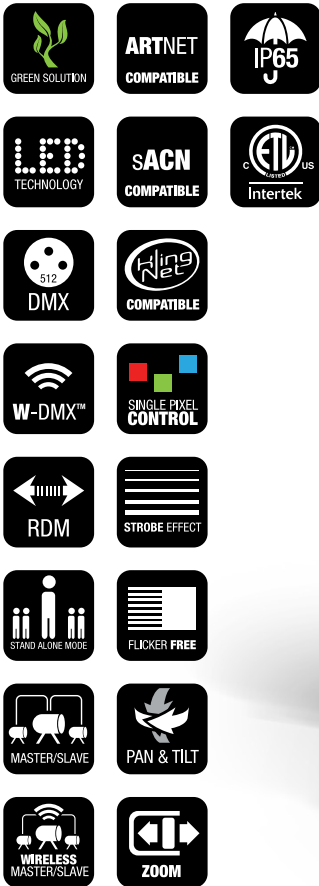 GREEN SOLUTION
ARTNET
COMPATIBLE
IP65
LED
TECHNOLOGY
sACN
COMPATIBLE
C
ETL
US
LISTED
Intertek
512
DMX
Kling
Net
COMPATIBLE
W-DMX™
SINGLE PIXEL
CONTROL
RDM
STROBE EFFECT
STAND ALONE MODE
FLICKER FREE
MASTER/SLAVE
PAN & TILT
WIRELESS
MASTER/SLAVE
ZOOM